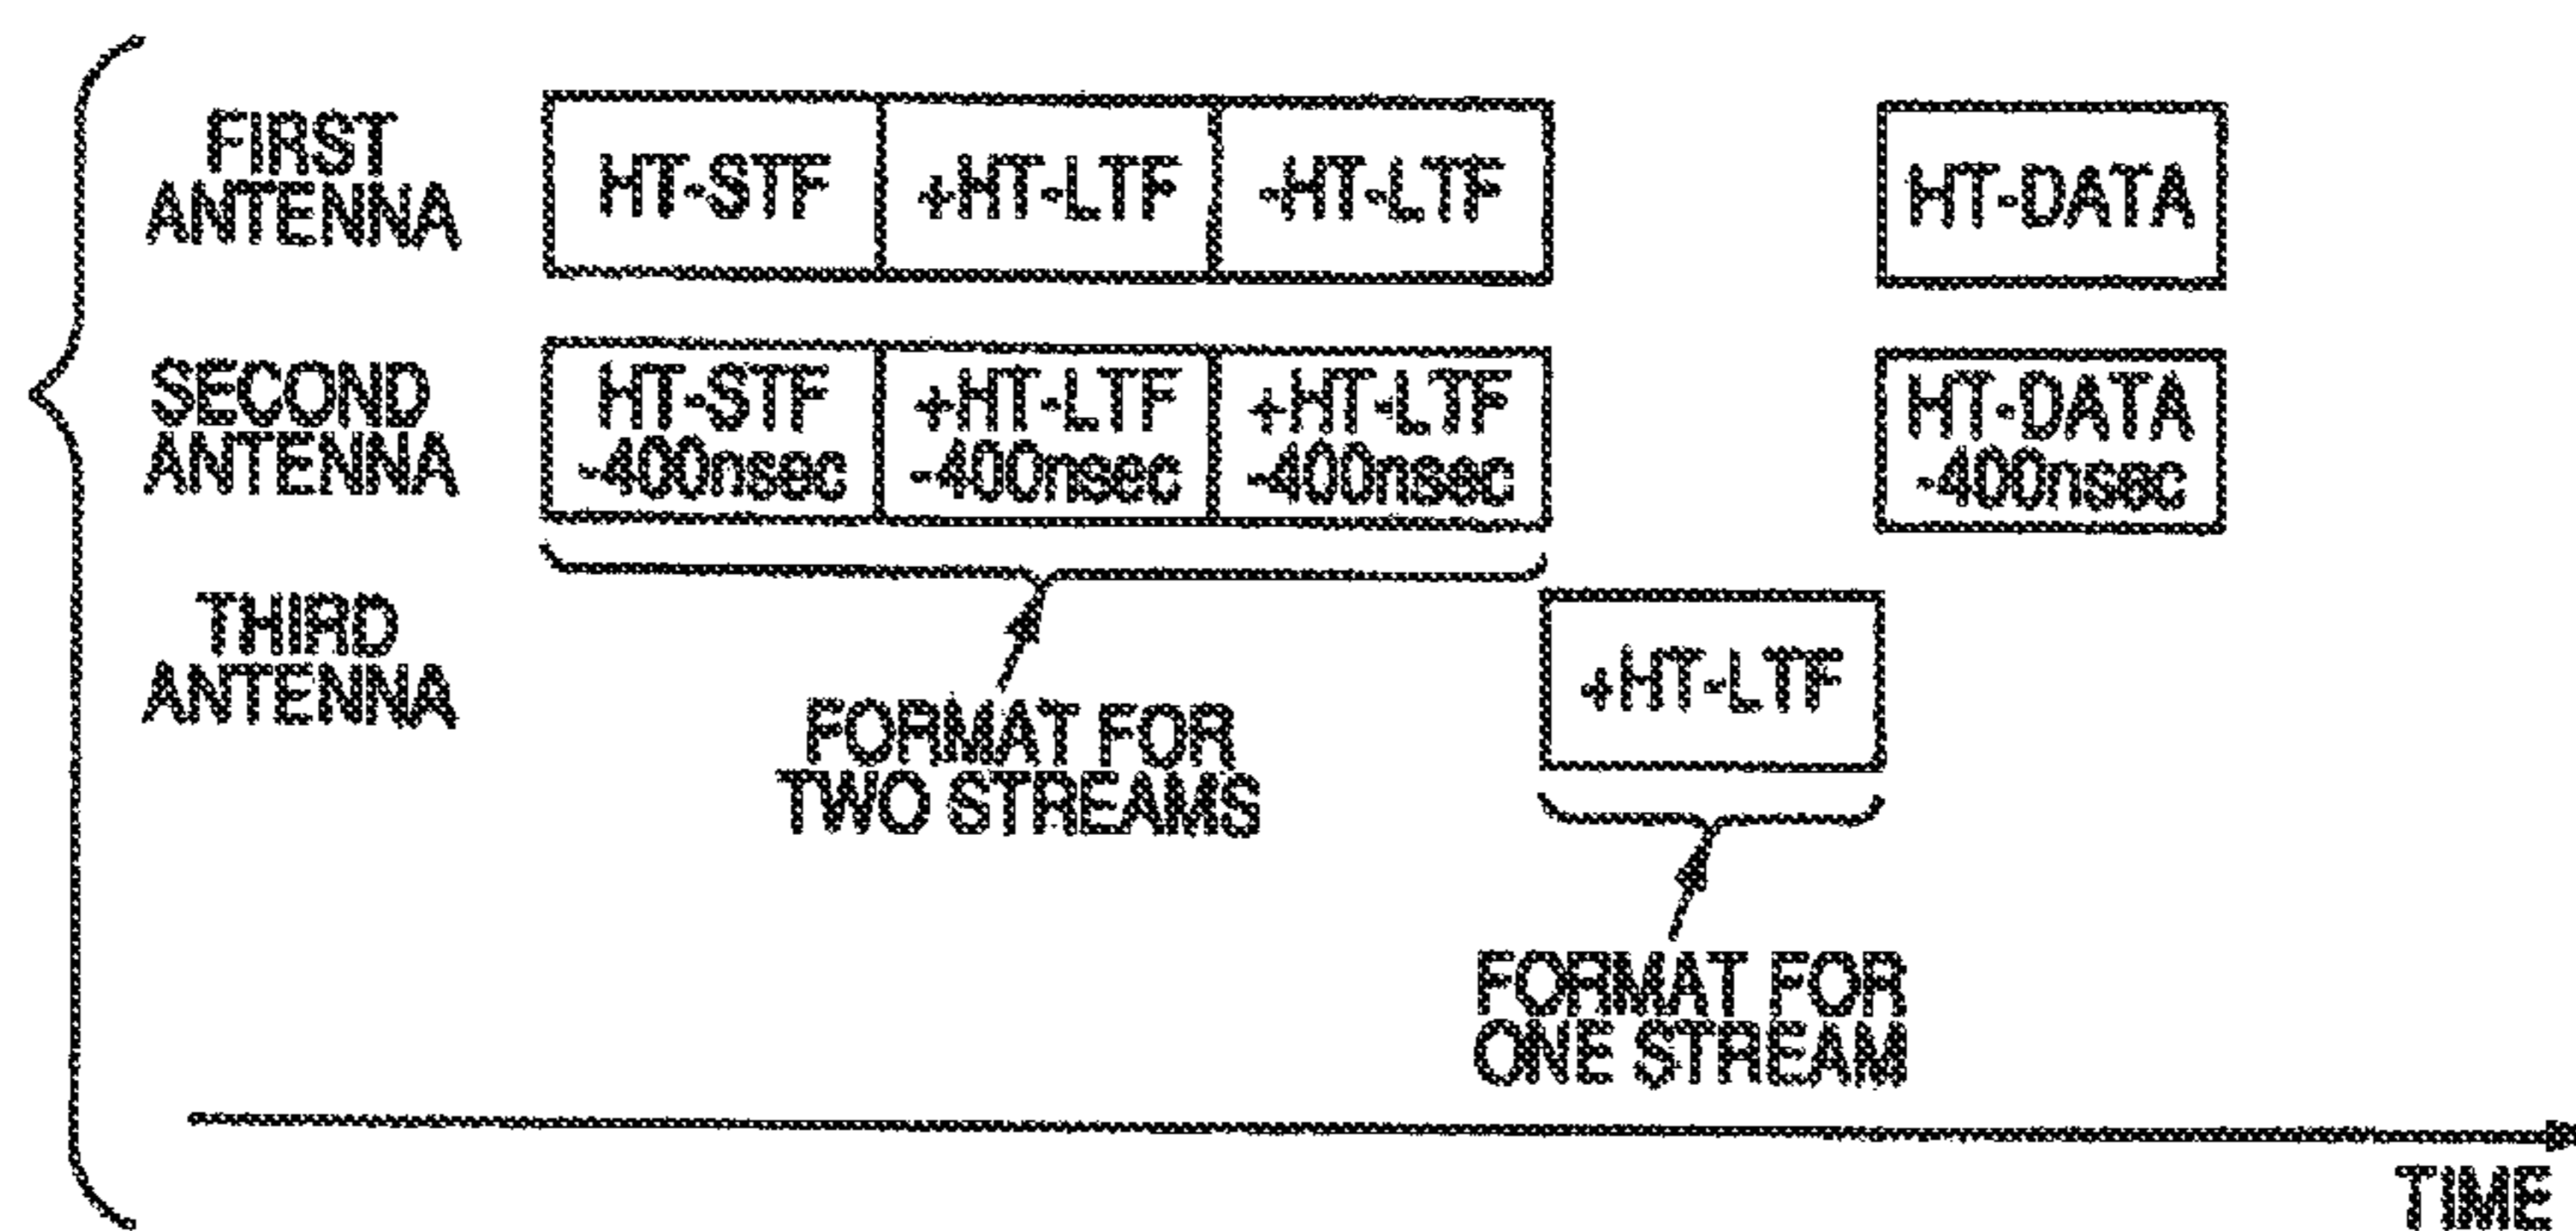 FIRST
ANTENNA
HT-STF
+HT-LTF
-HT-LTF
HT-DATA
SECOND
ANTENNA
HT-STF
-400nsec
+HT-LTF
-400nsec
+HT-LTF
-400nsec
HT-DATA
-400nsec
THIRD
ANTENNA
+HT-LTF
FORMAT FOR
TWO STREAMS
FORMAT FOR
ONE STREAM
TIME